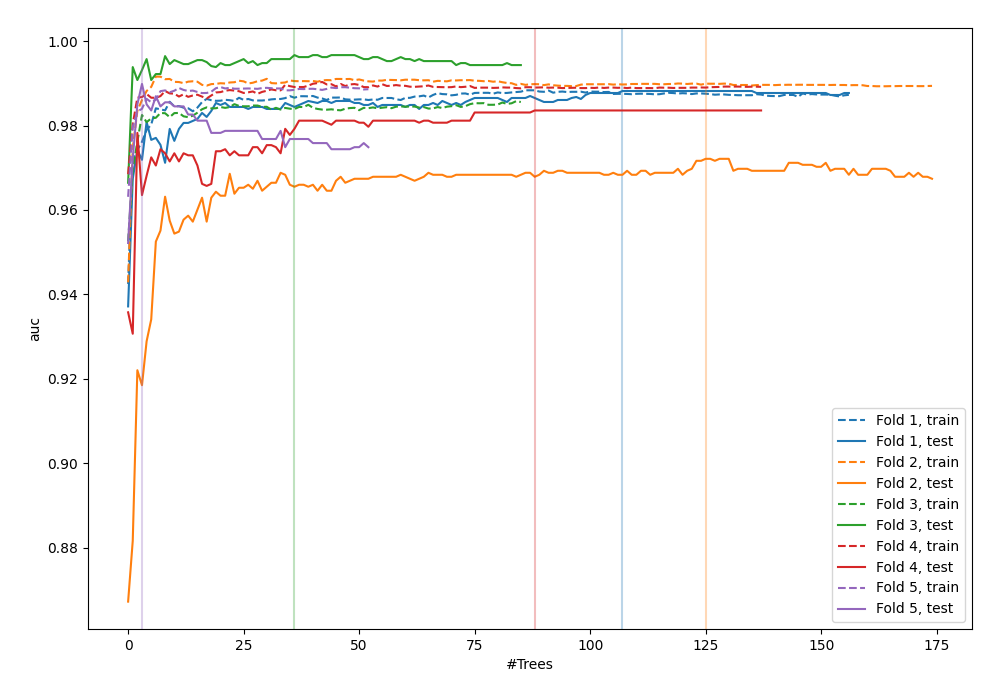 1.00
0.98
0.96
0.94
0.92
0.90
0.88
auc
0
25
50
75
100
125
150
175
#Trees
Fold 1, train
Fold 1, test
Fold 2, train
Fold 2, test
Fold 3, train
Fold 3, test
Fold 4, train
Fold 4, test
Fold 5, train
Fold 5, test